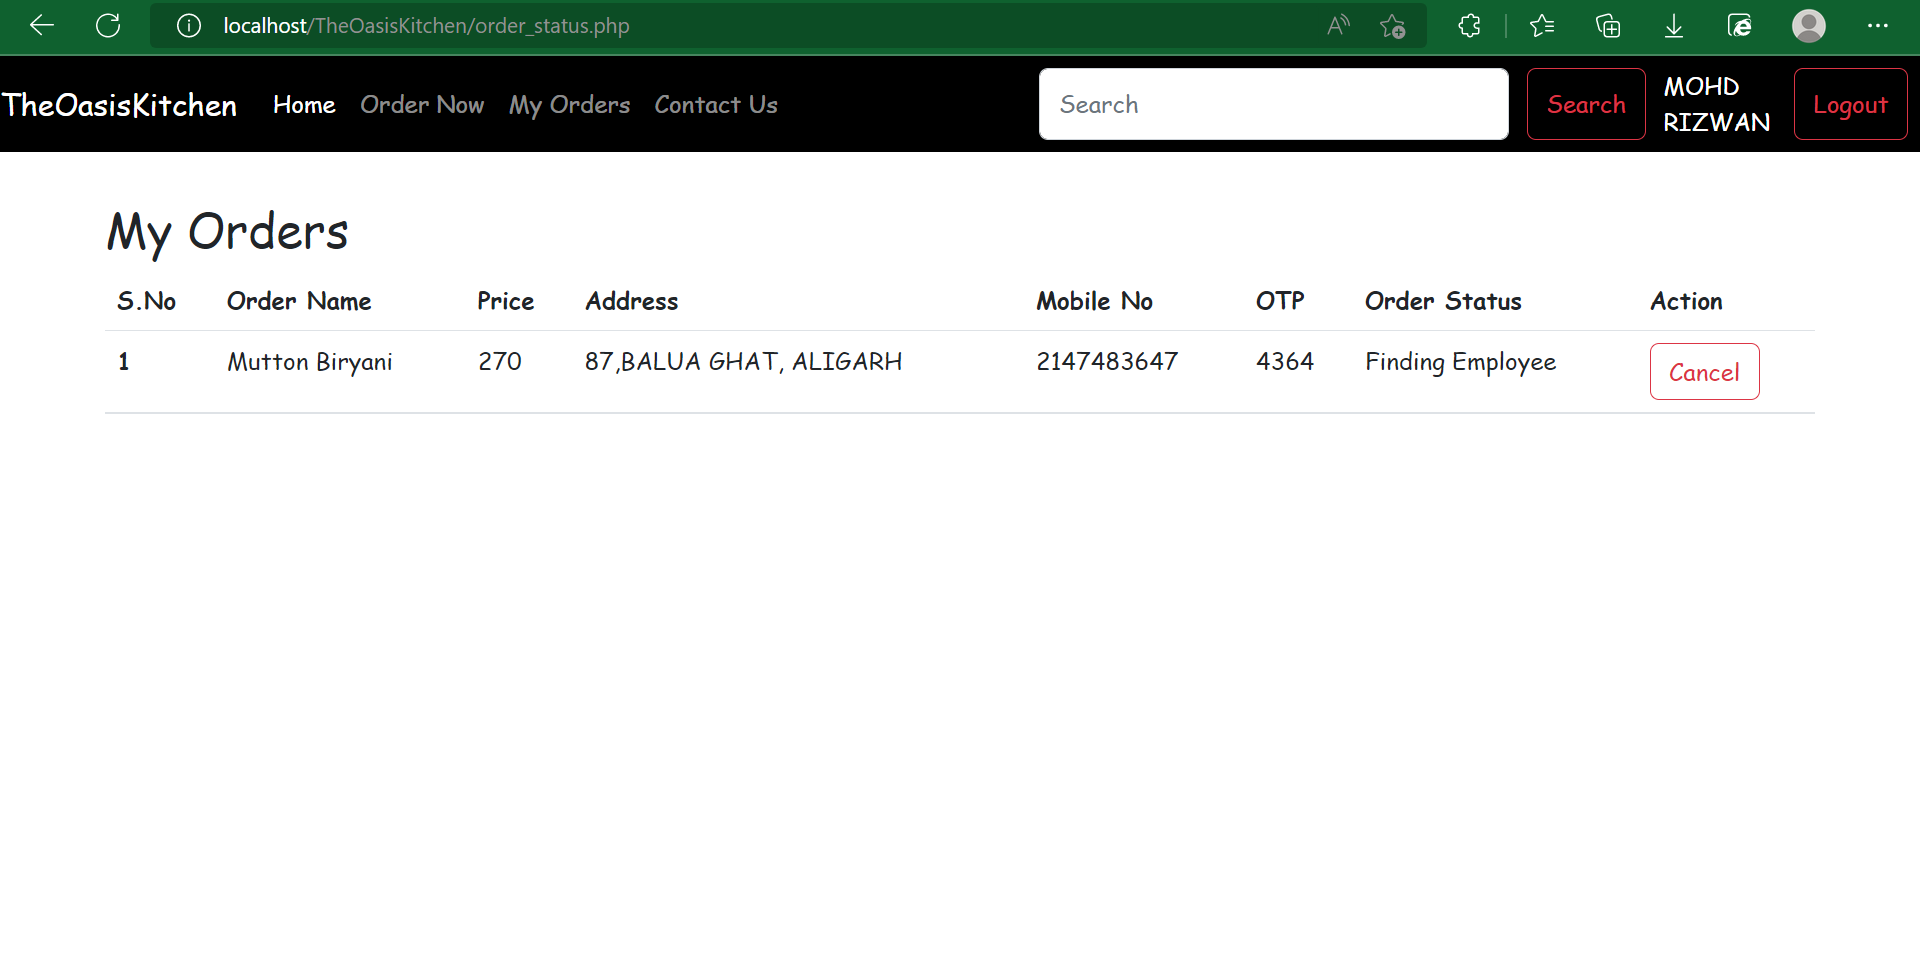 localhost/TheOasisKitchen/order_status.php
TheOasisKitchen Home Order Now My Orders Contact Us Search Search MOHD RIZWAN Logout
My Orders
S.No Order Name Price Address Mobile No OTP Order Status Action
1 Mutton Biryani 270 87,BALUA GHAT, ALIGARH 2147483647 4364 Finding Employee Cancel